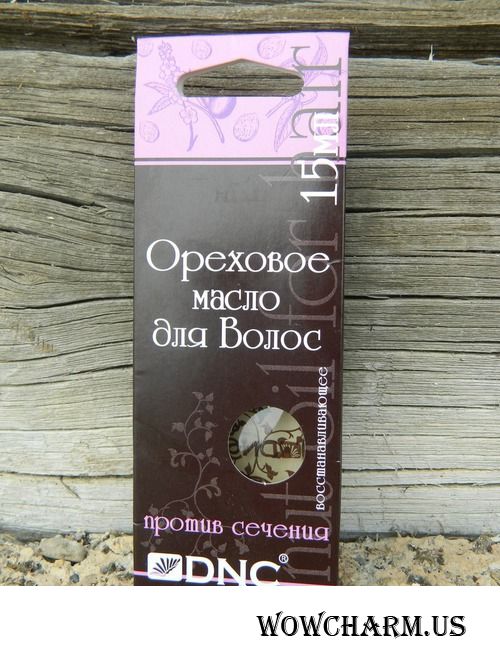 15мл
nut oil for hair
Ореховое
масло
для Волос
восстанавливающее
против сечения
DNC®
WOWCHARM.US